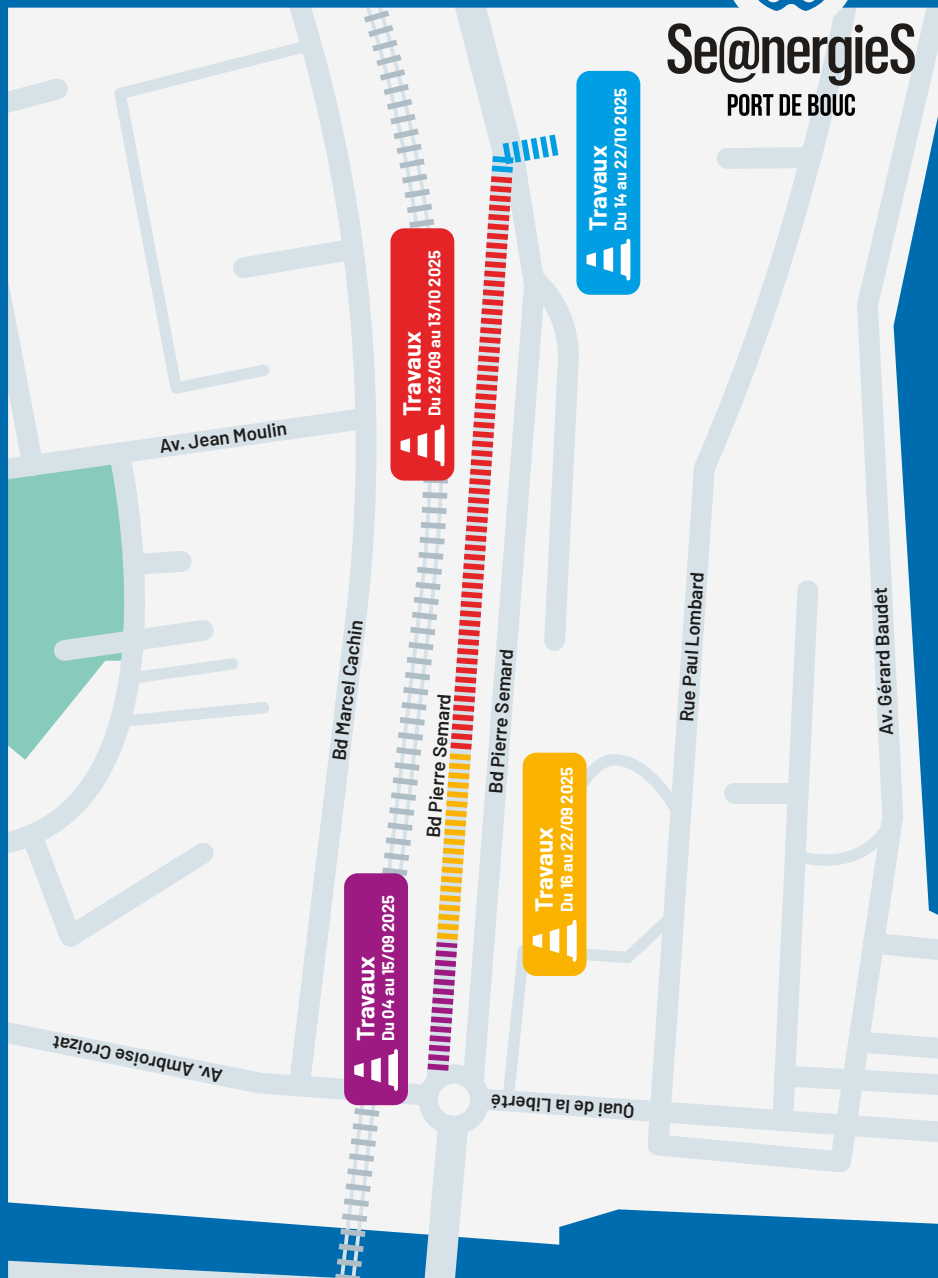 Se@nergieS
PORT DE BOUC
Travaux
Du 14 au 22/10 2025
Travaux
Du 23/09 au 13/10 2025
Av. Jean Moulin
Bd Marcel Cachin
Bd Pierre Semard
Bd Pierre Semard
Rue Paul Lombard
Av. Gérard Baudet
Travaux
Du 16 au 22/09 2025
Travaux
Du 04 au 15/09 2025
Av. Ambroise Croizat
Quai de la Liberté